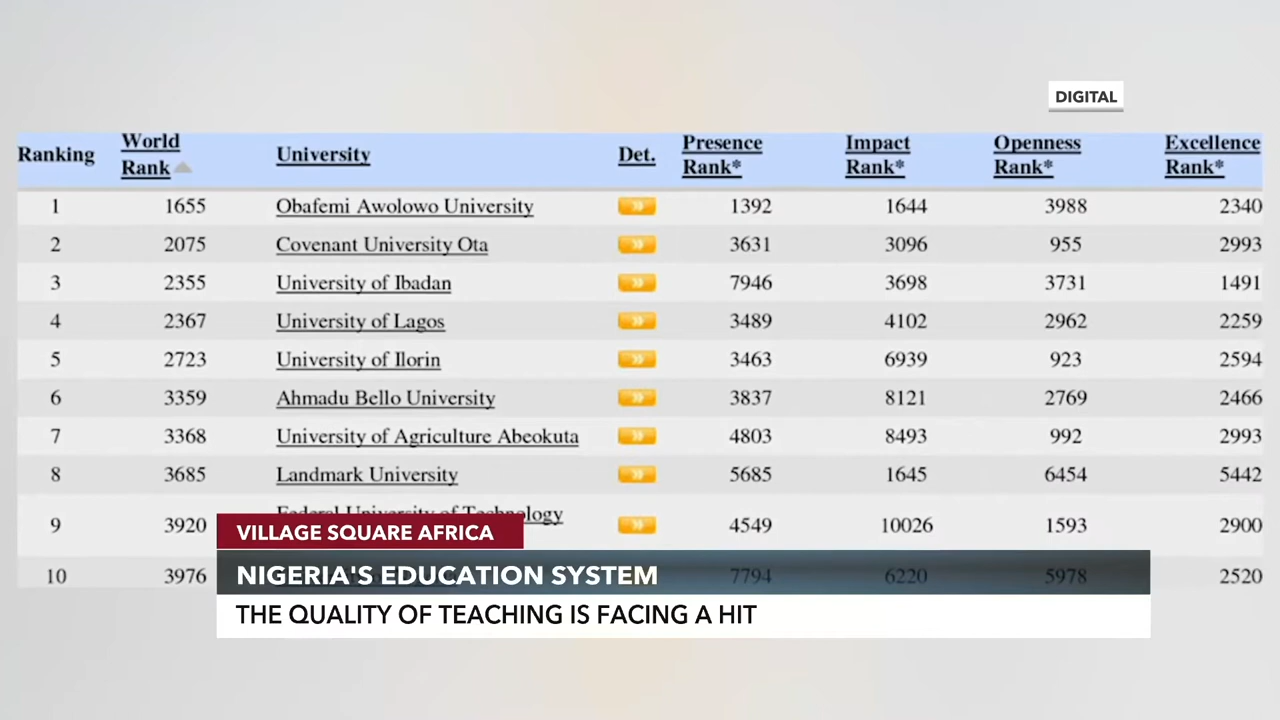 DIGITAL
Ranking World Rank University Det. Presence Rank* Impact Rank* Openness Rank* Excellence Rank*
1 1655 Obafemi Awolowo University 1392 1644 3988 2340
2 2075 Covenant University Ota 3631 3096 955 2993
3 2355 University of Ibadan 7946 3698 3731 1491
4 2367 University of Lagos 3489 4102 2962 2259
5 2723 University of Ilorin 3463 6939 923 2594
6 3359 Ahmadu Bello University 3837 8121 2769 2466
7 3368 University of Agriculture Abeokuta 4803 8493 992 2993
8 3685 Landmark University 5685 1645 6454 5442
9 3920 Federal University of Technology 4549 10026 1593 2900
10 3976 7794 6220 5978 2520
VILLAGE SQUARE AFRICA
NIGERIA'S EDUCATION SYSTEM
THE QUALITY OF TEACHING IS FACING A HIT